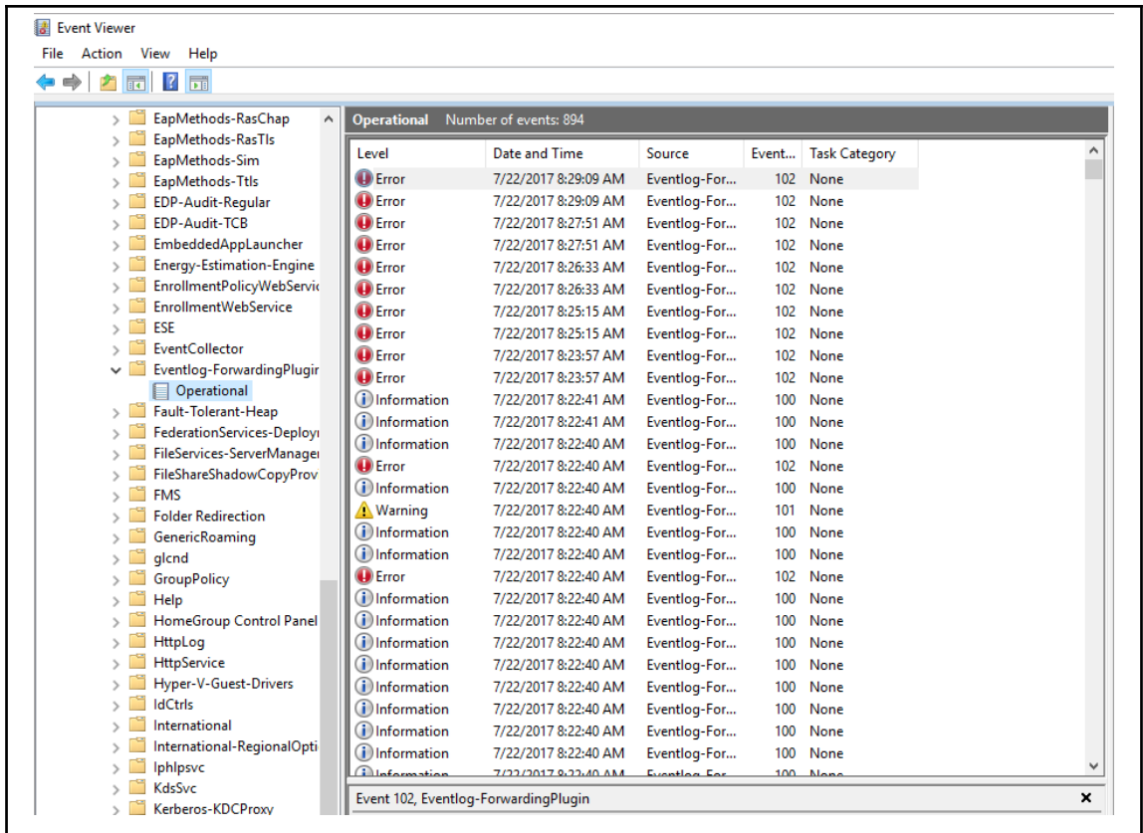 Event Viewer
File Action View Help
EapMethods-RasChap
EapMethods-RasTls
EapMethods-Sim
EapMethods-Ttls
EDP-Audit-Regular
EDP-Audit-TCB
EmbeddedAppLauncher
Energy-Estimation-Engine
EnrollmentPolicyWebServic
EnrollmentWebService
ESE
EventCollector
Eventlog-ForwardingPlugin
Operational
Fault-Tolerant-Heap
FederationServices-Deployn
FileServices-ServerManager
FileShareShadowCopyProv
FMS
Folder Redirection
GenericRoaming
glcnd
GroupPolicy
Help
HomeGroup Control Panel
HttpLog
HttpService
Hyper-V-Guest-Drivers
IdCtrls
International
International-RegionalOpti
Iphlpsvc
KdsSvc
Kerberos-KDCProxy
Operational Number of events: 894
Level Date and Time Source Event... Task Category
Error 7/22/2017 8:29:09 AM Eventlog-For... 102 None
Error 7/22/2017 8:29:09 AM Eventlog-For... 102 None
Error 7/22/2017 8:27:51 AM Eventlog-For... 102 None
Error 7/22/2017 8:27:51 AM Eventlog-For... 102 None
Error 7/22/2017 8:26:33 AM Eventlog-For... 102 None
Error 7/22/2017 8:26:33 AM Eventlog-For... 102 None
Error 7/22/2017 8:25:15 AM Eventlog-For... 102 None
Error 7/22/2017 8:25:15 AM Eventlog-For... 102 None
Error 7/22/2017 8:23:57 AM Eventlog-For... 102 None
Error 7/22/2017 8:23:57 AM Eventlog-For... 102 None
Information 7/22/2017 8:22:41 AM Eventlog-For... 100 None
Information 7/22/2017 8:22:41 AM Eventlog-For... 100 None
Information 7/22/2017 8:22:40 AM Eventlog-For... 100 None
Error 7/22/2017 8:22:40 AM Eventlog-For... 102 None
Information 7/22/2017 8:22:40 AM Eventlog-For... 100 None
Warning 7/22/2017 8:22:40 AM Eventlog-For... 101 None
Information 7/22/2017 8:22:40 AM Eventlog-For... 100 None
Information 7/22/2017 8:22:40 AM Eventlog-For... 100 None
Error 7/22/2017 8:22:40 AM Eventlog-For... 102 None
Information 7/22/2017 8:22:40 AM Eventlog-For... 100 None
Information 7/22/2017 8:22:40 AM Eventlog-For... 100 None
Information 7/22/2017 8:22:40 AM Eventlog-For... 100 None
Information 7/22/2017 8:22:40 AM Eventlog-For... 100 None
Information 7/22/2017 8:22:40 AM Eventlog-For... 100 None
Information 7/22/2017 8:22:40 AM Eventlog-For... 100 None
Information 7/22/2017 8:22:40 AM Eventlog-For... 100 None
Information 7/22/2017 8:22:40 AM Eventlog-For... 100 None
Information 7/22/2017 8:22:40 AM Eventlog-For... 100 None
Event 102, Eventlog-ForwardingPlugin